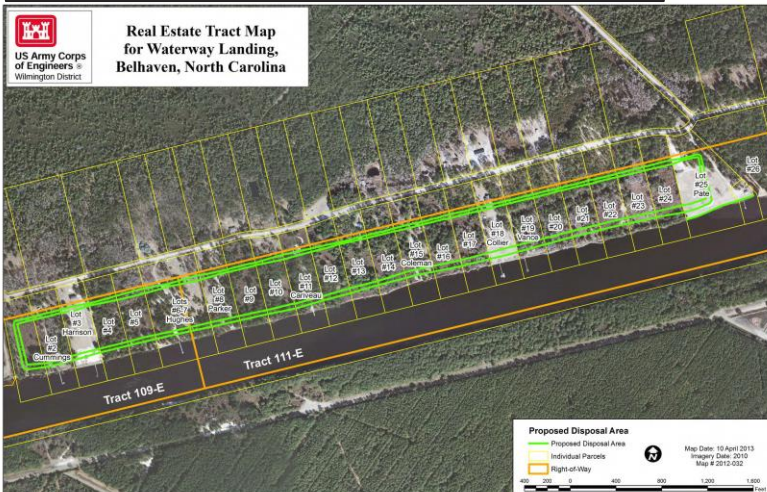 US Army Corps
of Engineers ®
Wilmington District
Real Estate Tract Map
for Waterway Landing,
Belhaven, North Carolina
Lot
#26
Lot
#25
Pate
Lot
#24
Lot
#23
Lot
#22
Lot
#21
Lot
#20
Lot
#19
Vance
Lot
#18
Collier
Lot
#17
Lot
#16
Lot
#15
Coleman
Lot
#14
Lot
#13
Lot
#12
Lot
#11
Cariveau
Lot
#10
Lot
#9
Lot
#8
Parker
Lots
#6-7
Hughes
Lot
#5
Lot
#4
Lot
#3
Harrison
Lot
#2
Cummings
Tract 109-E
Tract 111-E
Proposed Disposal Area
Proposed Disposal Area
Individual Parcels
Right-of-Way
N
Map Date: 10 April 2013
Imagery Date: 2010
Map # 2012-032
400 200 0 400 800 1,200 1,600
Feet